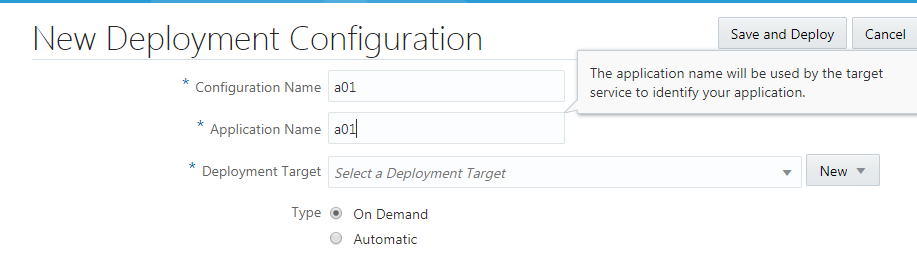 New Deployment Configuration
Save and Deploy
Cancel
* Configuration Name a01
The application name will be used by the target
service to identify your application.
* Application Name a01
* Deployment Target Select a Deployment Target New
Type On Demand
Automatic